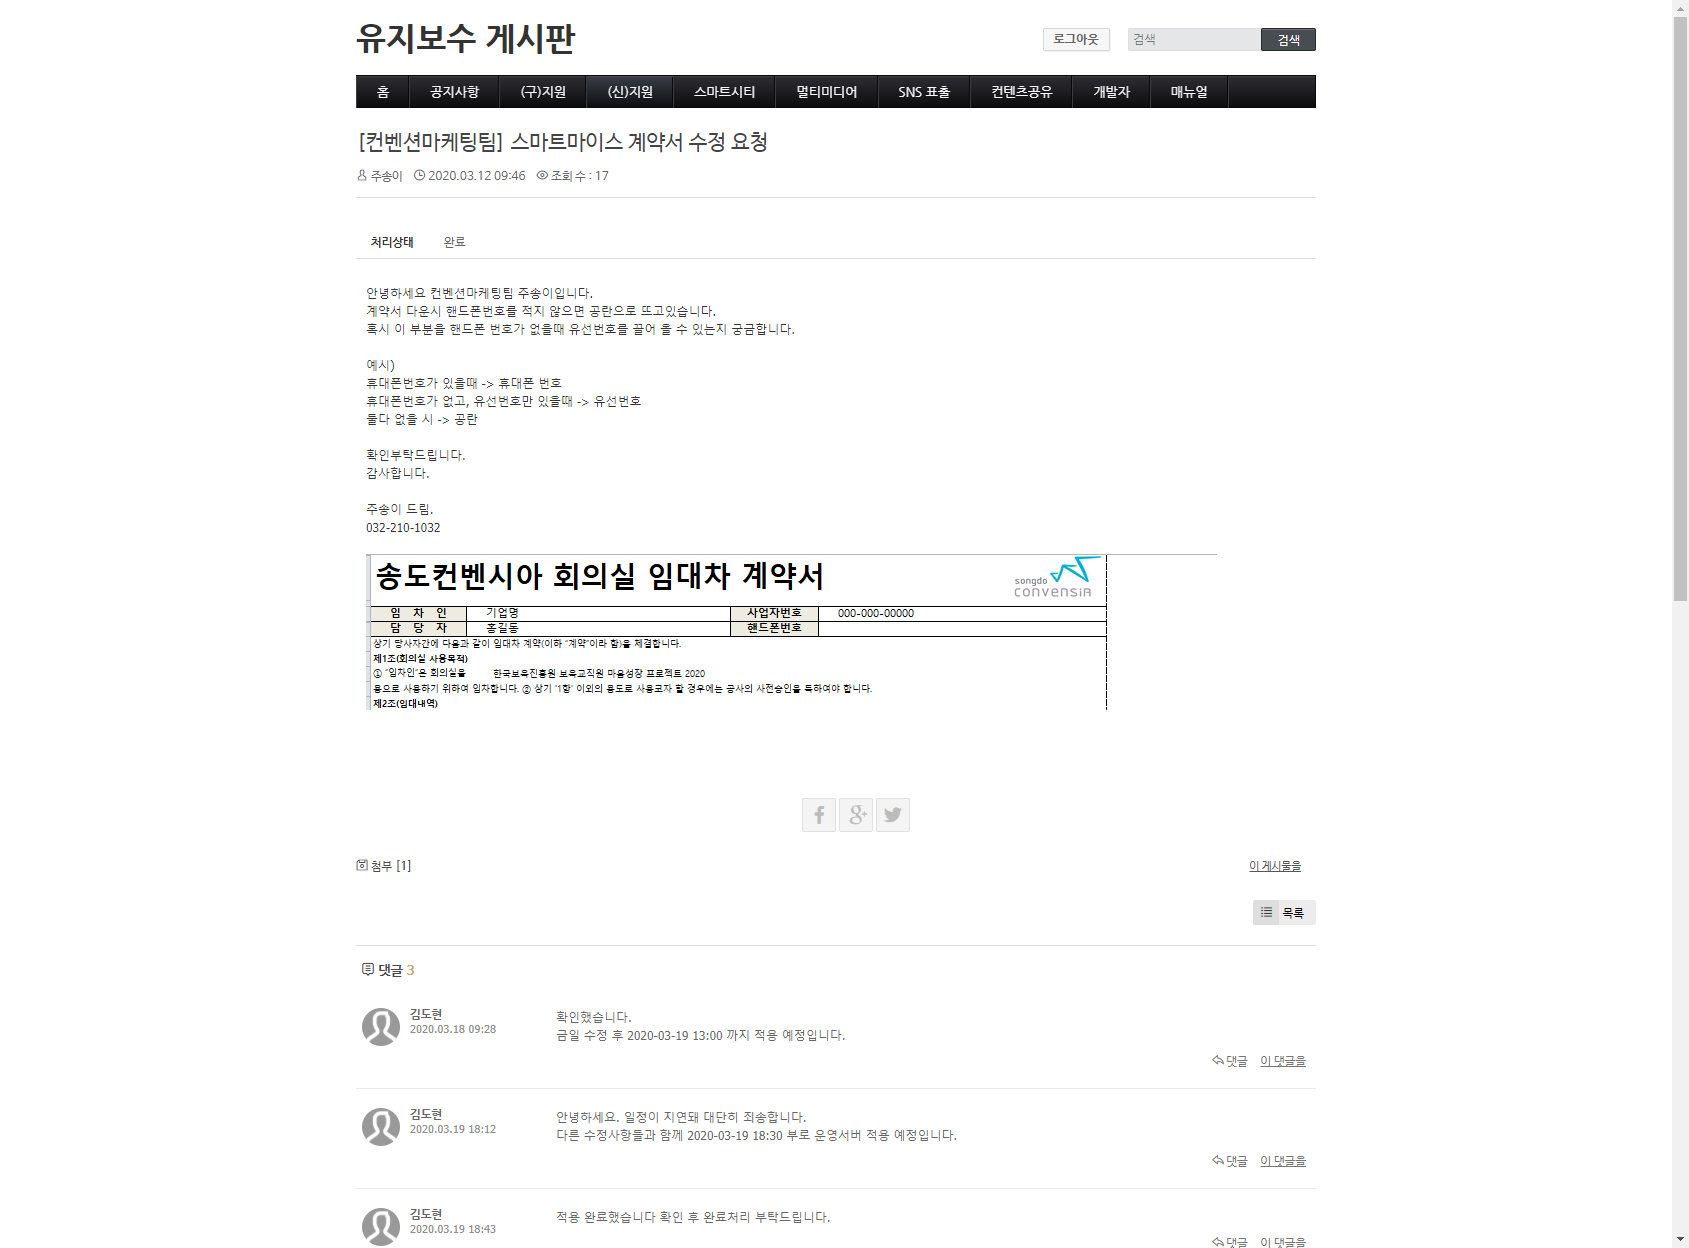 유지보수 게시판
로그아웃
검색
검색
홈
공지사항
(구)지원
(신)지원
스마트시티
멀티미디어
SNS 표출
컨텐츠공유
개발자
매뉴얼
[컨벤션마케팅팀] 스마트마이스 계약서 수정 요청
주송이 2020.03.12 09:46 조회 수 : 17
처리상태 완료
안녕하세요 컨벤션마케팅팀 주송이입니다.
계약서 다운시 핸드폰번호를 적지 않으면 공란으로 뜨고있습니다.
혹시 이 부분을 핸드폰 번호가 없을때 유선번호를 끌어 올 수 있는지 궁금합니다.
예시)
휴대폰번호가 있을때 -> 휴대폰 번호
휴대폰번호가 없고, 유선번호만 있을때 -> 유선번호
둘다 없을 시 -> 공란
확인부탁드립니다.
감사합니다.
주송이 드림.
032-210-1032
송도컨벤시아 회의실 임대차 계약서
songdo
convensia
임 차 인 기업명 사업자번호 000-000-00000
담 당 자 홍길동 핸드폰번호
상기 당사자간에 다음과 같이 임대차 계약(이하 "계약"이라 함)을 체결합니다.
제1조(회의실 사용목적)
① "임차인"은 회의실을 한국보육진흥원 보육교직원 마음성장 프로젝트 2020
용으로 사용하기 위하여 임차합니다. ② 상기 '1항' 이외의 용도로 사용코자 할 경우에는 공사의 사전승인을 득하여야 합니다.
제2조(임대내역)
첨부 [1]
이 게시물을
목록
댓글 3
김도현
2020.03.18 09:28
확인했습니다.
금일 수정 후 2020-03-19 13:00 까지 적용 예정입니다.
댓글 이 댓글을
김도현
2020.03.19 18:12
안녕하세요. 일정이 지연돼 대단히 죄송합니다.
다른 수정사항들과 함께 2020-03-19 18:30 부로 운영서버 적용 예정입니다.
댓글 이 댓글을
김도현
2020.03.19 18:43
적용 완료했습니다 확인 후 완료처리 부탁드립니다.
댓글 이 댓글을